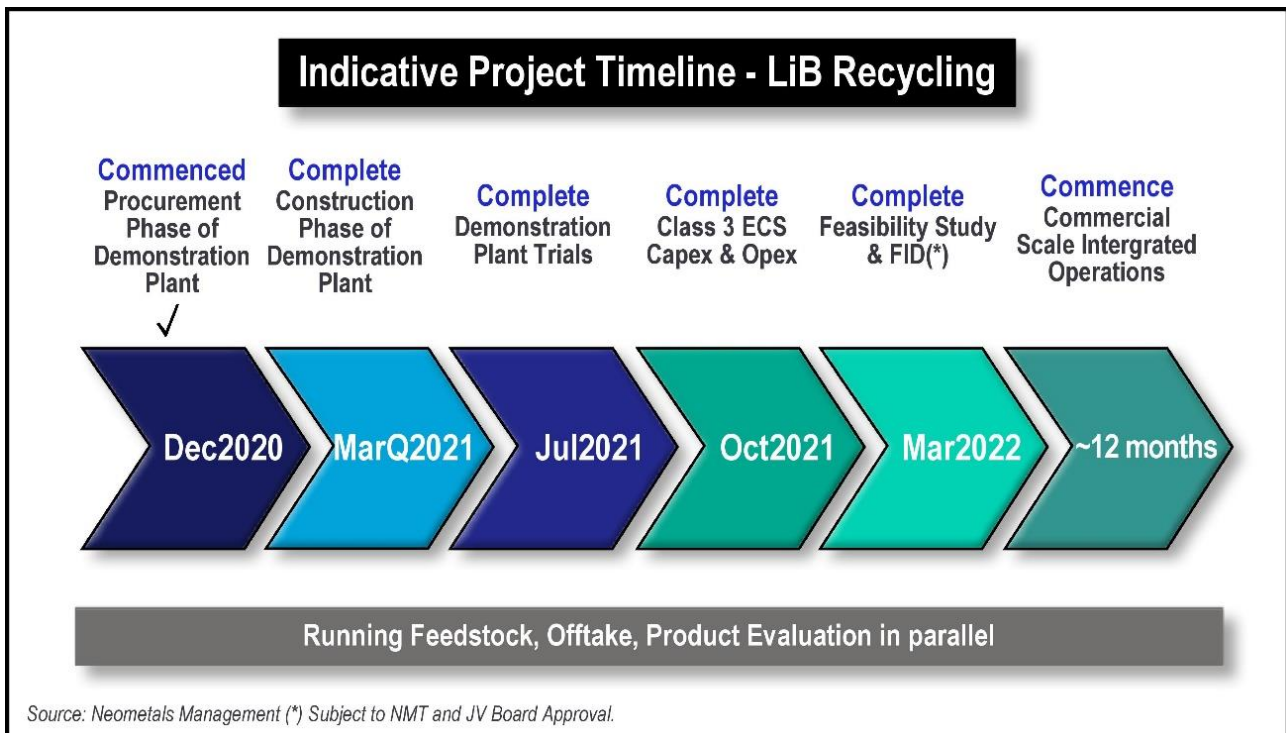 Indicative Project Timeline - LiB Recycling
Commenced
Procurement
Phase of
Demonstration
Plant
✓
Complete
Construction
Phase of
Demonstration
Plant
Complete
Demonstration
Plant Trials
Complete
Class 3 ECS
Capex & Opex
Complete
Feasibility Study
& FID(*)
Commence
Commercial
Scale Intergrated
Operations
Dec2020
MarQ2021
Jul2021
Oct2021
Mar2022
~12 months
Running Feedstock, Offtake, Product Evaluation in parallel
Source: Neometals Management (*) Subject to NMT and JV Board Approval.